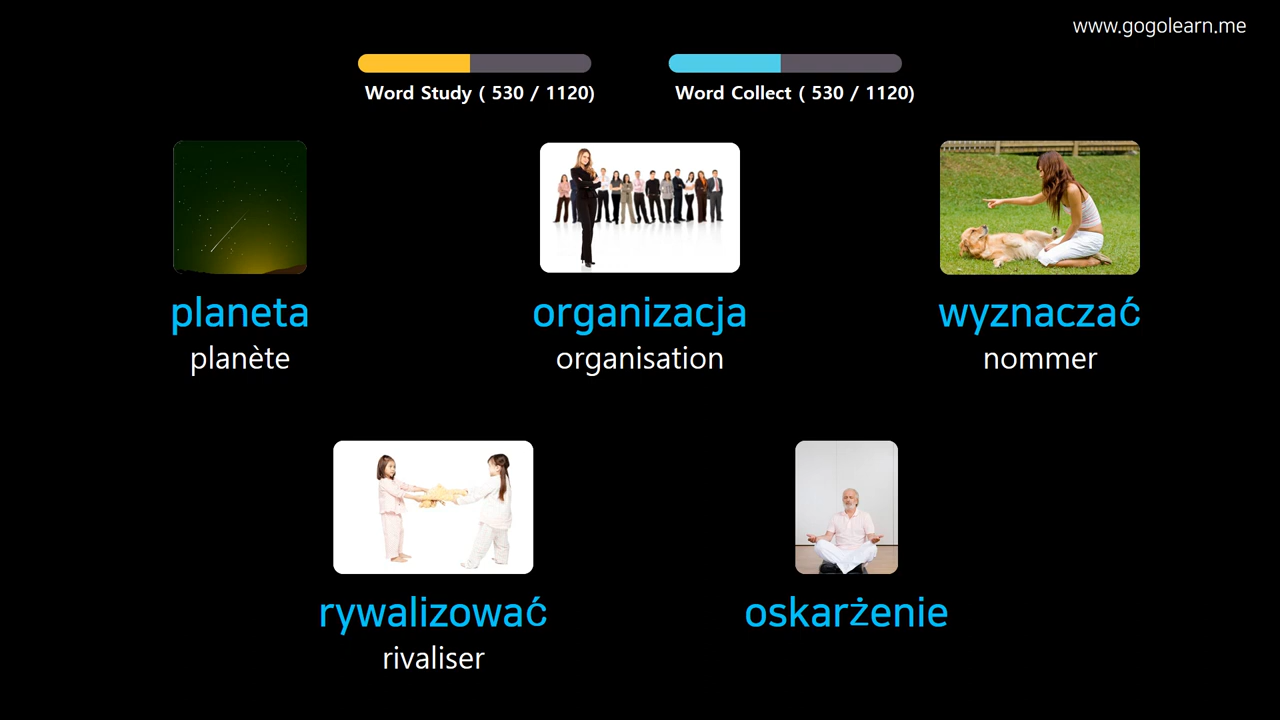 www.gogolearn.me
Word Study ( 530 / 1120)
Word Collect ( 530 / 1120)
planeta
planète
organizacja
organisation
wyznaczać
nommer
rywalizować
rivaliser
oskarżenie